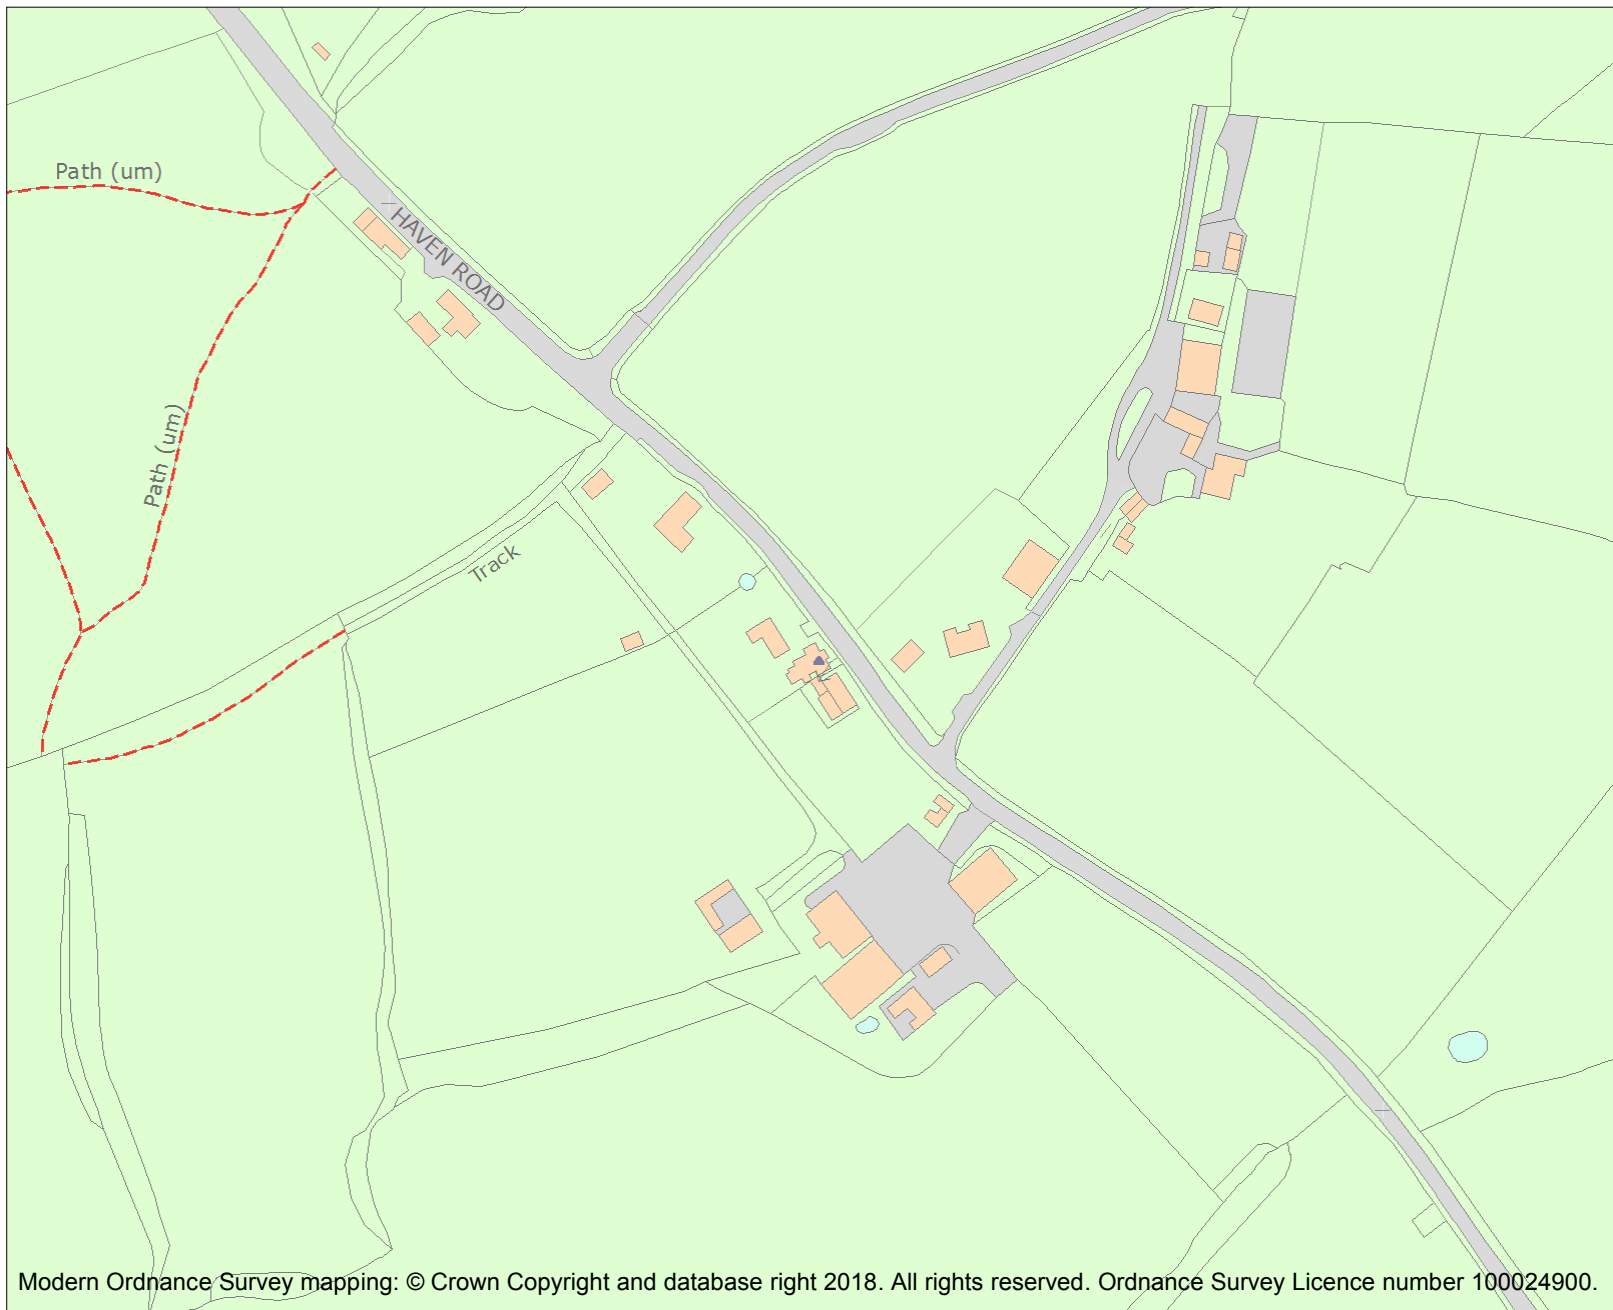 Path (um)
HAVEN ROAD
Path (um)
Track
Modern Ordnance Survey mapping: © Crown Copyright and database right 2018. All rights reserved. Ordnance Survey Licence number 100024900.